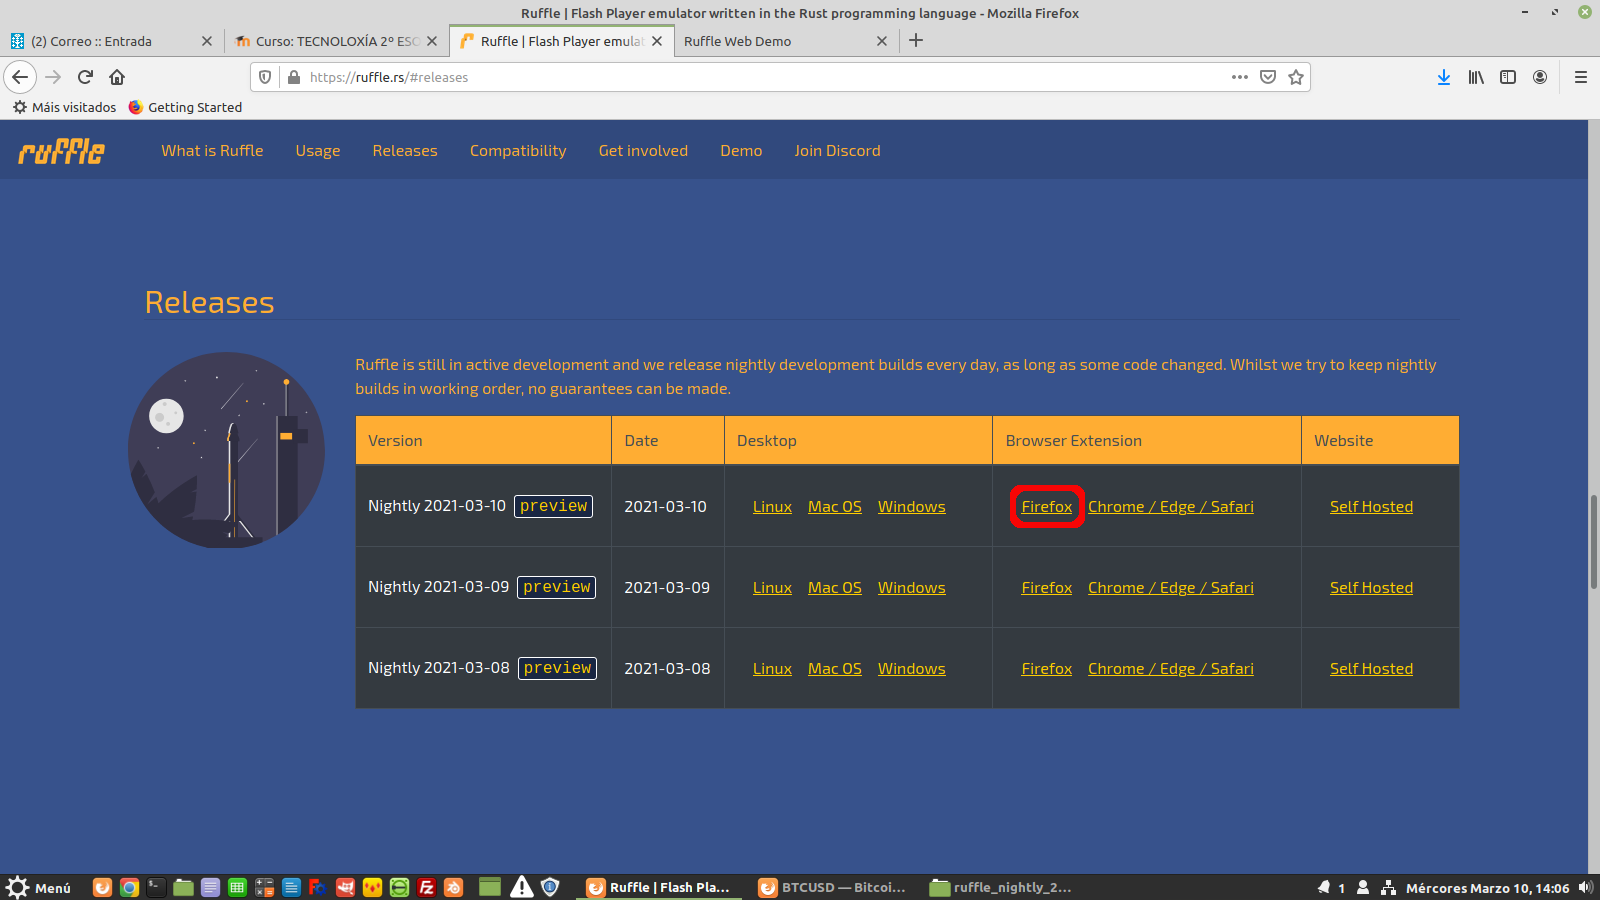 Ruffle | Flash Player emulator written in the Rust programming language - Mozilla Firefox
(2) Correo :: Entrada
Curso: TECNOLOXÍA 2º ESO
Ruffle | Flash Player emulat
Ruffle Web Demo
https://ruffle.rs/#releases
Máis visitados
Getting Started
ruffle
What is Ruffle
Usage
Releases
Compatibility
Get involved
Demo
Join Discord
Releases
Ruffle is still in active development and we release nightly development builds every day, as long as some code changed. Whilst we try to keep nightly
builds in working order, no guarantees can be made.
Version Date Desktop Browser Extension Website
Nightly 2021-03-10 preview 2021-03-10 Linux Mac OS Windows Firefox Chrome / Edge / Safari Self Hosted
Nightly 2021-03-09 preview 2021-03-09 Linux Mac OS Windows Firefox Chrome / Edge / Safari Self Hosted
Nightly 2021-03-08 preview 2021-03-08 Linux Mac OS Windows Firefox Chrome / Edge / Safari Self Hosted
Menú
Ruffle | Flash Pla...
BTCUSD — Bitcoi...
ruffle_nightly_2...
1
Mércores Marzo 10, 14:06